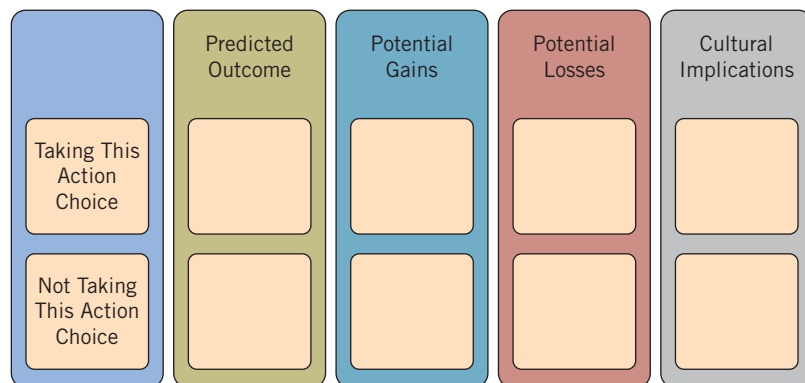 Predicted
Outcome
Potential
Gains
Potential
Losses
Cultural
Implications
Taking This
Action
Choice
Not Taking
This Action
Choice